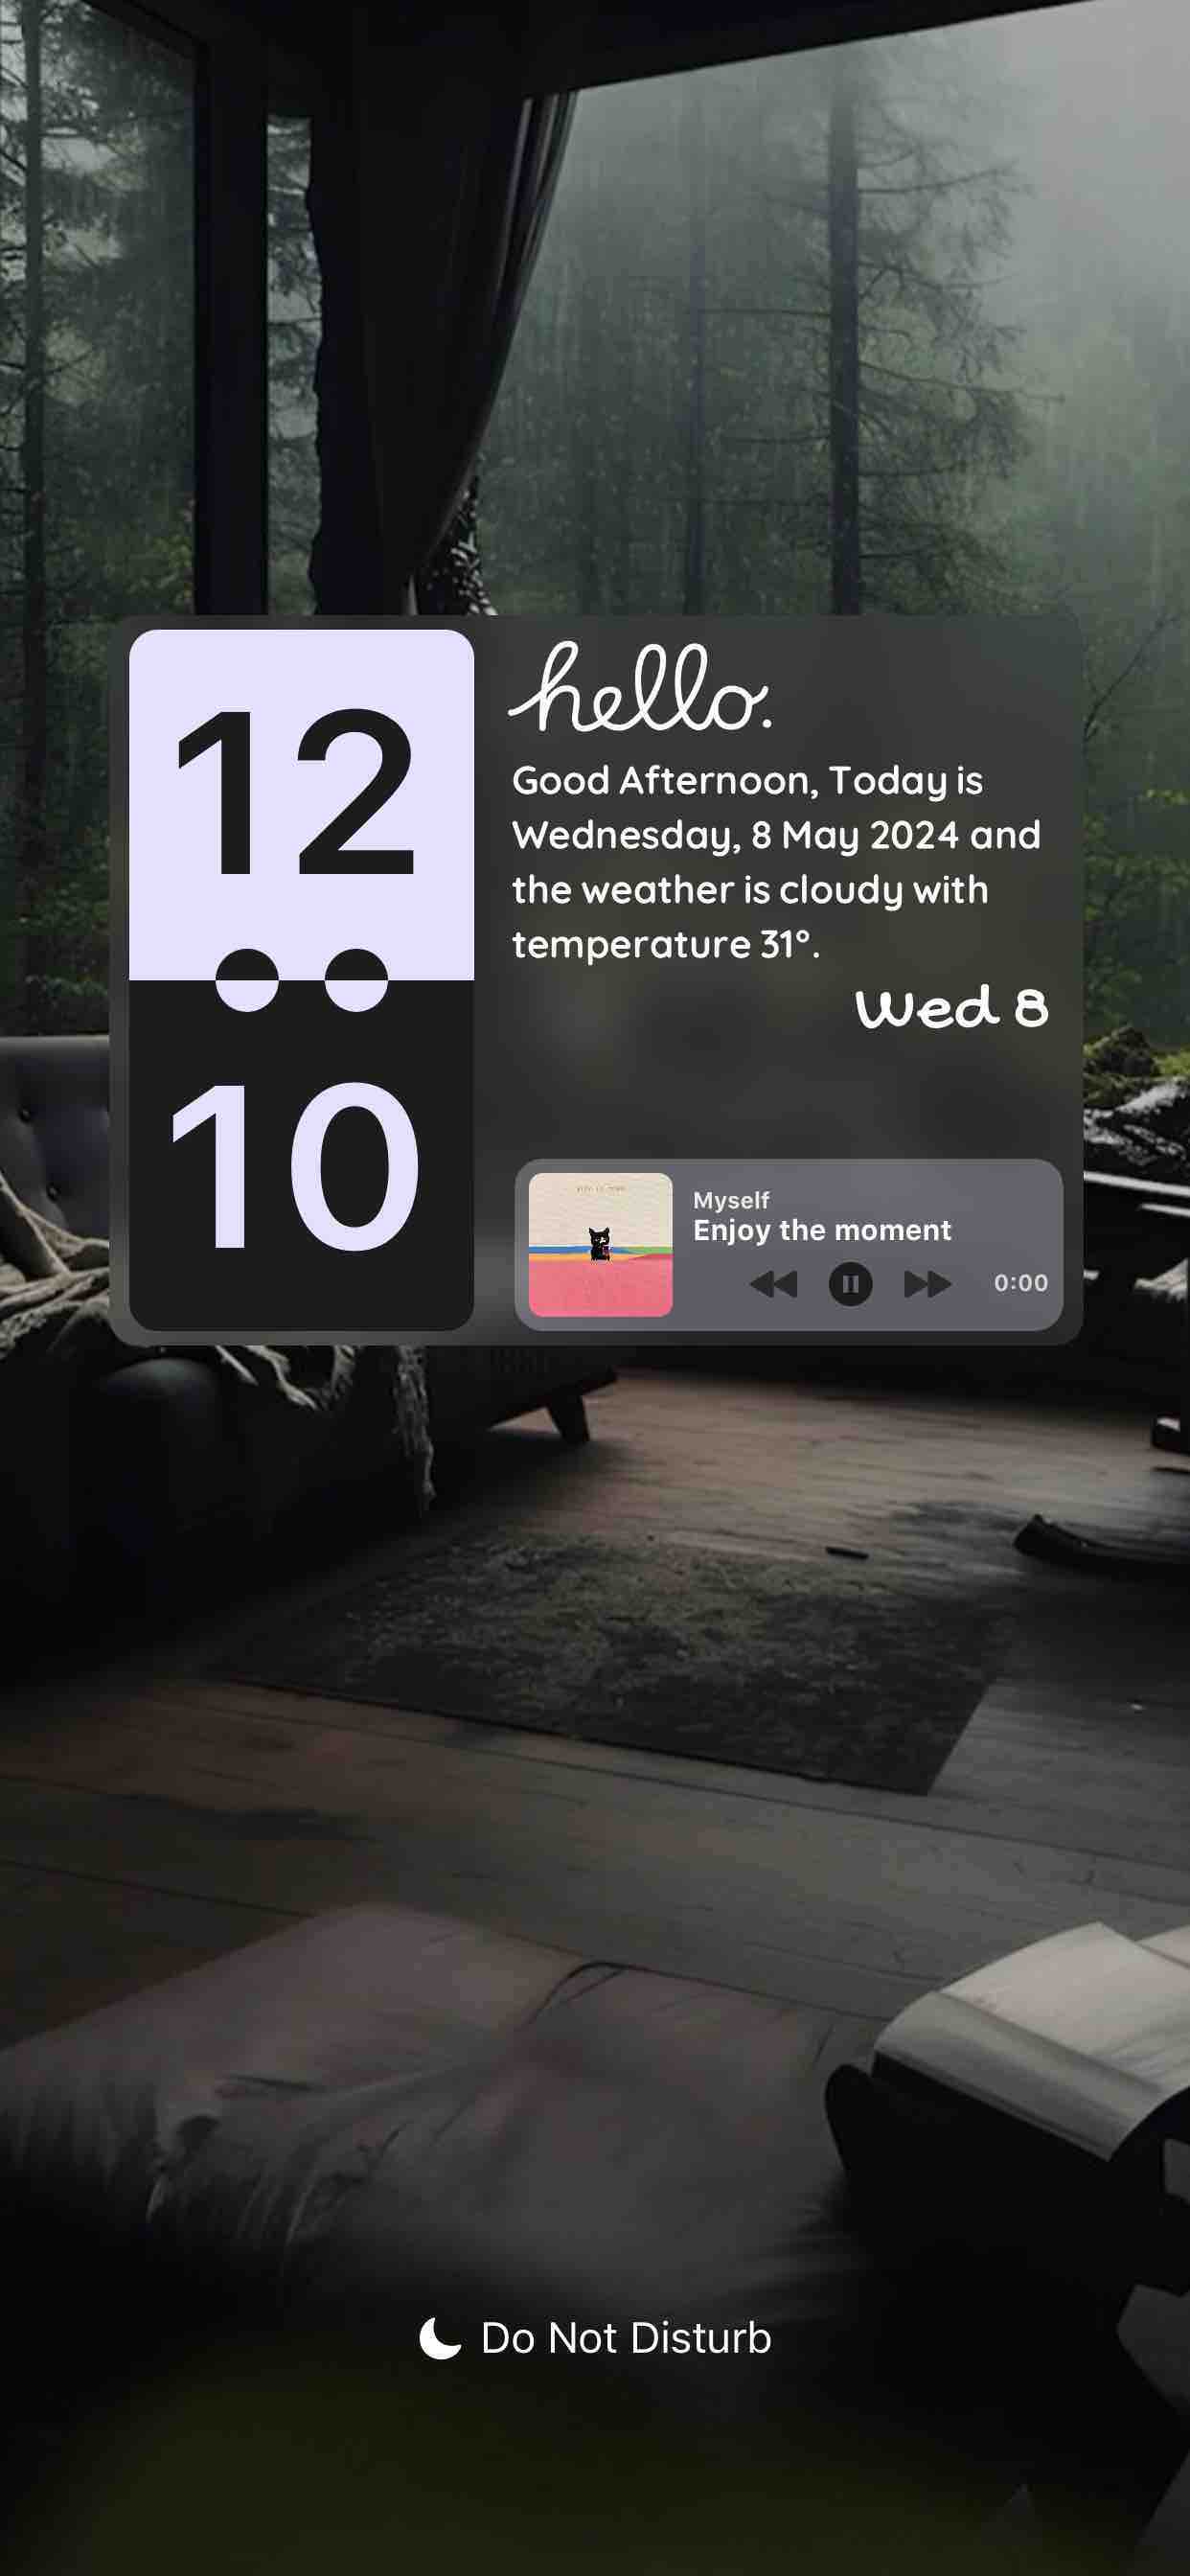 12
10
hello.
Good Afternoon, Today is
Wednesday, 8 May 2024 and
the weather is cloudy with
temperature 31°.
Wed 8
Myself
Enjoy the moment
0:00
Do Not Disturb